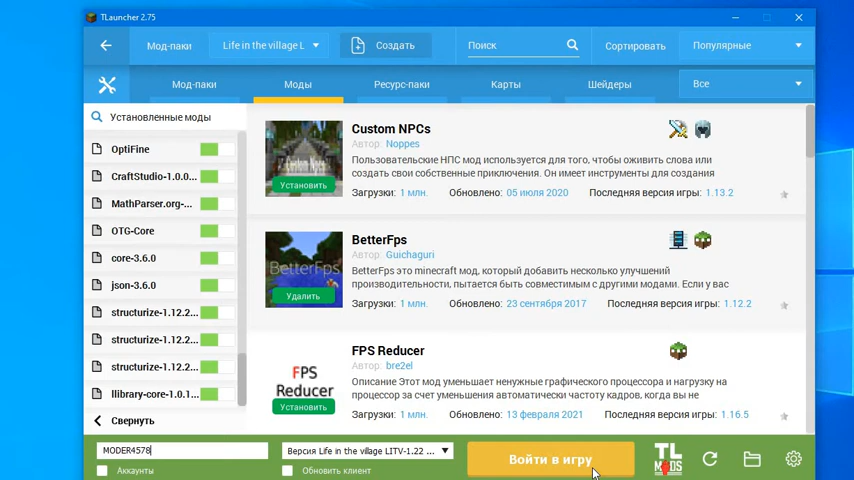 TLauncher 2.75
Мод-паки
Life in the village L
Создать
Поиск
Сортировать
Популярные
Мод-паки
Моды
Ресурс-паки
Карты
Шейдеры
Все
Установленные моды
OptiFine
CraftStudio-1.0.0...
MathParser.org-...
OTG-Core
core-3.6.0
json-3.6.0
structurize-1.12.2...
structurize-1.12.2...
structurize-1.12.2...
llibrary-core-1.0.1...
Свернуть
Custom NPCs
Автор: Noppes
Пользовательские НПС мод используется для того, чтобы оживить слова или
создать свои собственные приключения. Он имеет инструменты для создания
Установить
Загрузки: 1 млн. Обновлено: 05 июля 2020 Последняя версия игры: 1.13.2
BetterFps
Автор: Guichaguri
BetterFps
BetterFps это minecraft мод, который добавить несколько улучшений
производительности, пытается быть совместимым с другими модами. Если у вас
Удалить
Загрузки: 1 млн. Обновлено: 23 сентября 2017 Последняя версия игры: 1.12.2
FPS Reducer
Автор: bre2el
FPS
Reducer
Описание Этот мод уменьшает ненужные графического процессора и нагрузку на
процессор за счет уменьшения автоматически частоту кадров, когда вы не
Установить
Загрузки: 1 млн. Обновлено: 13 февраля 2021 Последняя версия игры: 1.16.5
MODER4578
Версия Life in the village LITV-1.22 ...
Войти в игру
TL
MODS
Аккаунты
Обновить клиент